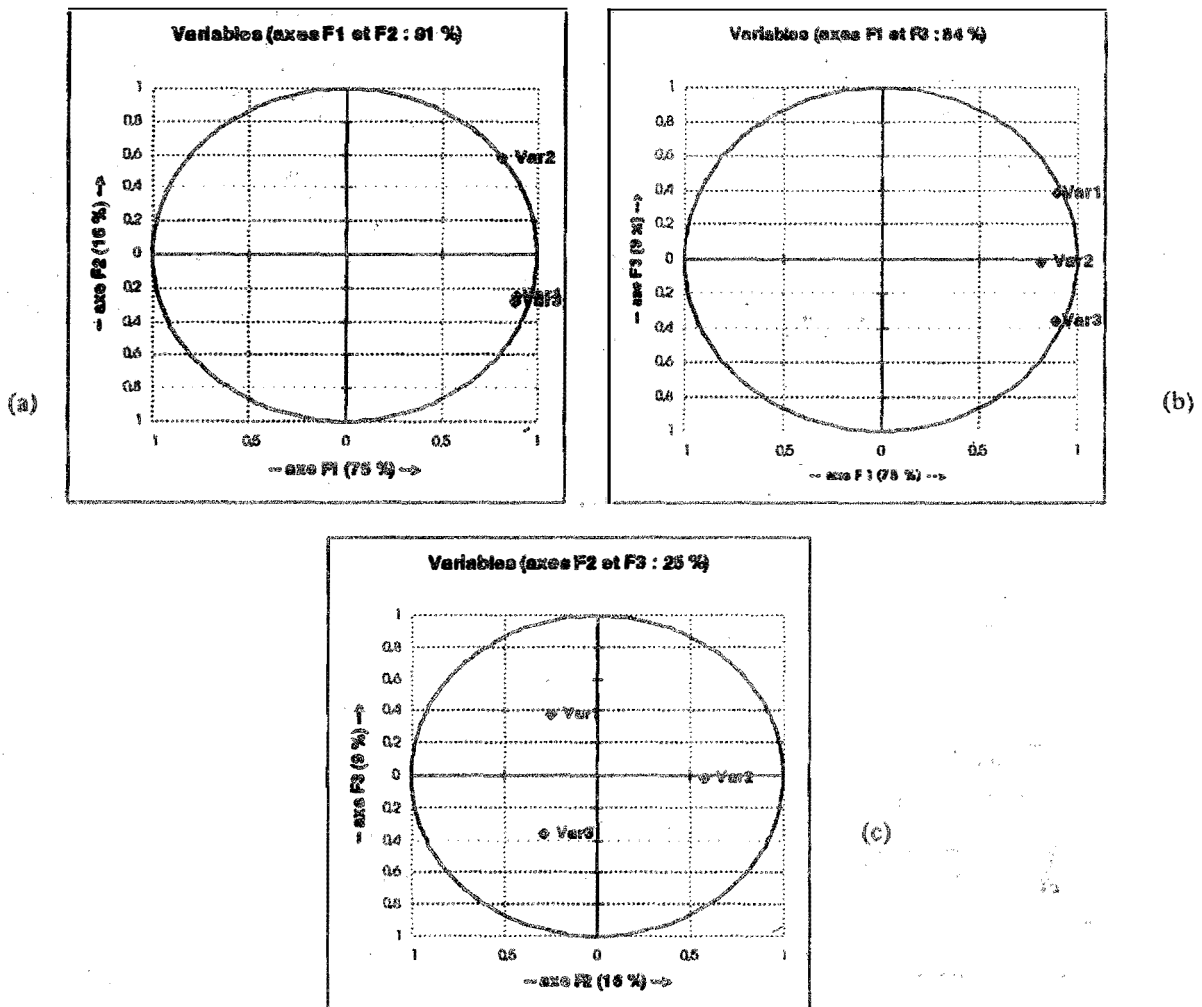 Variables (axes F1 et F2 : 91 %)
1
0,8
0,6
0,4
0,2
0
0,2
0,4
0,6
0,8
1
-- axe F2 (16 %) -->
Var2
Var1
Var3
1
0,5
0
0,5
1
-- axe F1 (75 %) -->
(a)
Variables (axes F1 et F3 : 84 %)
1
0,8
0,6
0,4
0,2
0
0,2
0,4
0,6
0,8
1
-- axe F3 (9 %) -->
Var1
Var2
Var3
1
0,5
0
0,5
1
-- axe F1 (75 %) -->
(b)
Variables (axes F2 et F3 : 25 %)
1
0,8
0,6
0,4
0,2
0
0,2
0,4
0,6
0,8
1
-- axe F3 (9 %) -->
Var1
Var2
Var3
1
0,5
0
0,5
1
-- axe F2 (16 %) -->
(c)